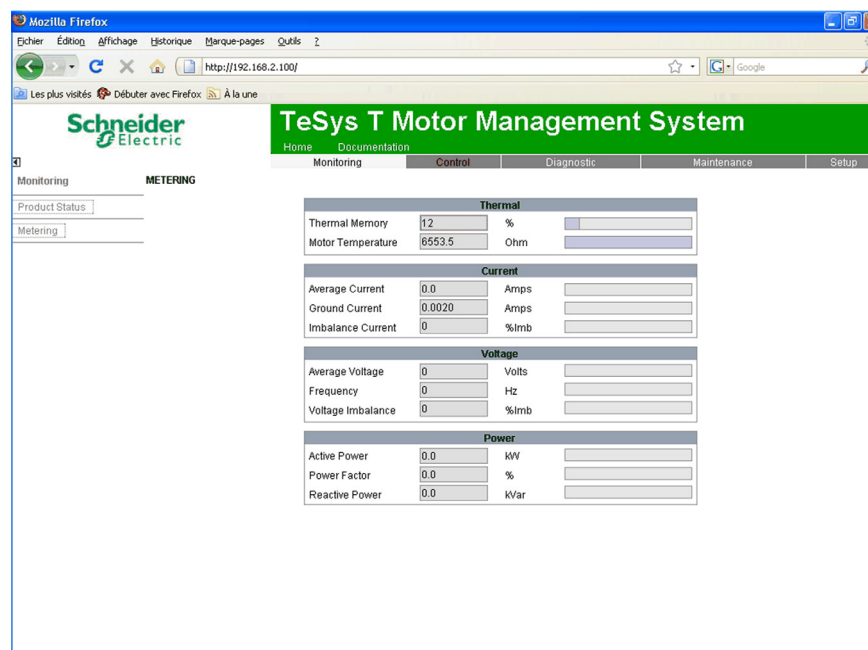 Mozilla Firefox
Fichier Édition Affichage Historique Marque-pages Outils ?
http://192.168.2.100/
Google
Les plus visités Débuter avec Firefox À la une
Schneider
Electric
TeSys T Motor Management System
Home Documentation
Monitoring Control Diagnostic Maintenance Setup
Monitoring
METERING
Product Status
Metering
Thermal
Thermal Memory 12 %
Motor Temperature 6553.5 Ohm
Current
Average Current 0.0 Amps
Ground Current 0.0020 Amps
Imbalance Current 0 %Imb
Voltage
Average Voltage 0 Volts
Frequency 0 Hz
Voltage Imbalance 0 %Imb
Power
Active Power 0.0 kW
Power Factor 0.0 %
Reactive Power 0.0 kVar